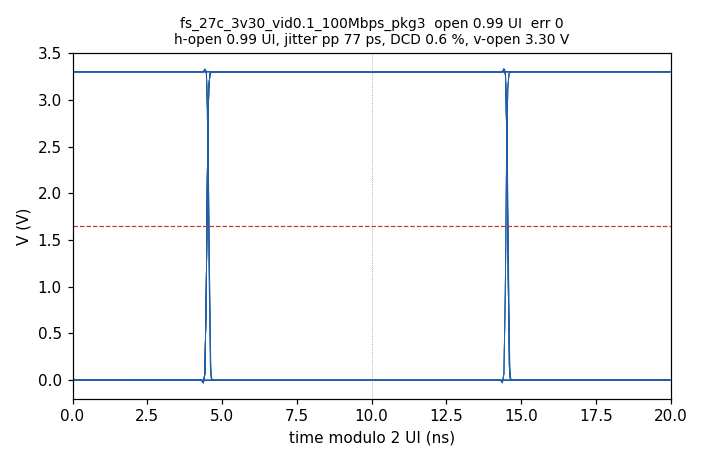 fs_27c_3v30_vid0.1_100Mbps_pkg3  open 0.99 UI  err 0
h-open 0.99 UI, jitter pp 77 ps, DCD 0.6 %, v-open 3.30 V
V (V)
3.5
3.0
2.5
2.0
1.5
1.0
0.5
0.0
0.0 2.5 5.0 7.5 10.0 12.5 15.0 17.5 20.0
time modulo 2 UI (ns)